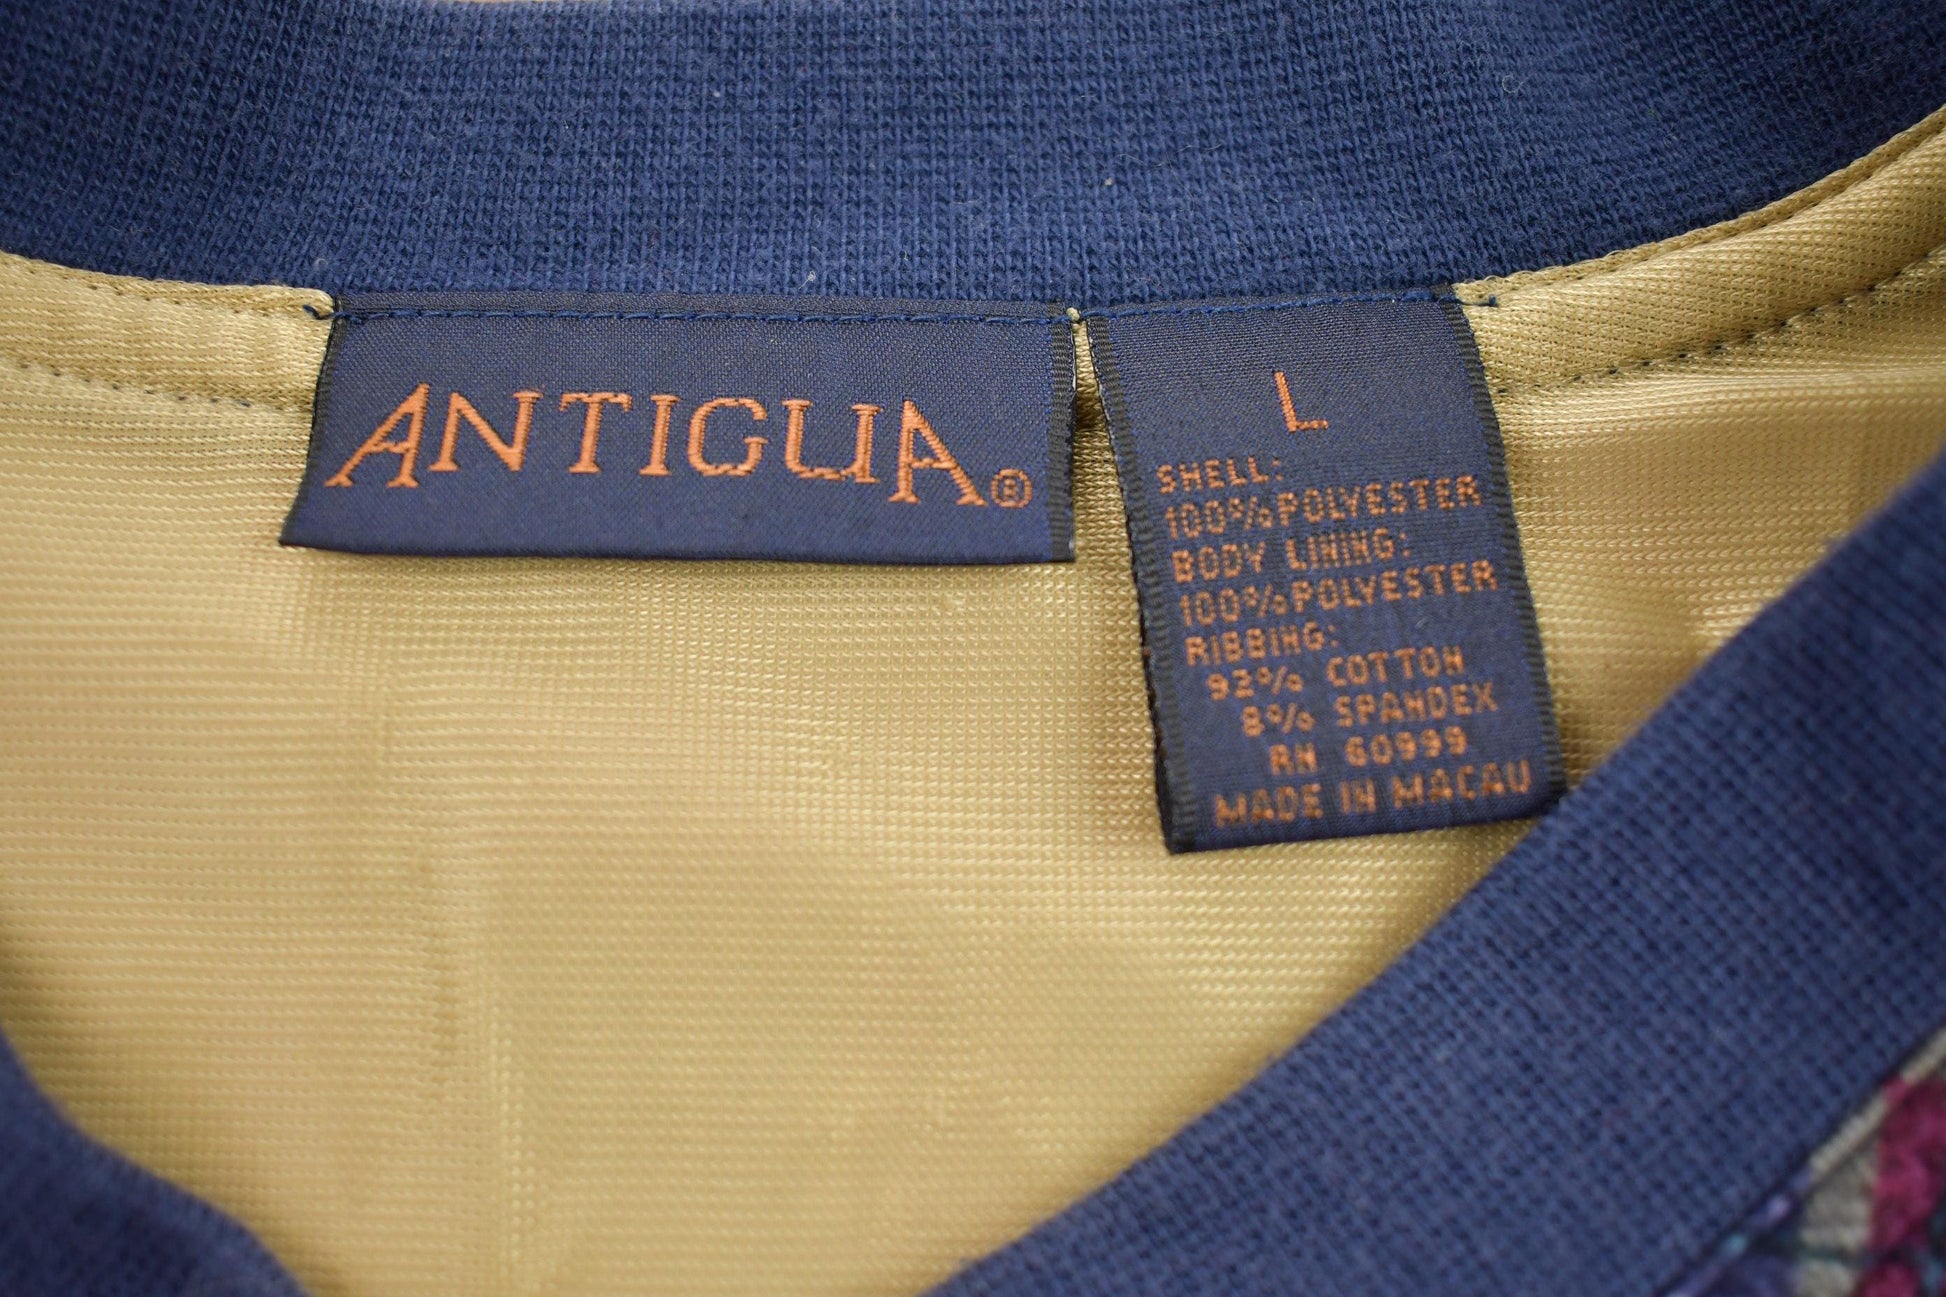 ANTIGUA®
L
SHELL:
100% POLYESTER
BODY LINING:
100% POLYESTER
RIBBING:
92% COTTON
8% SPANDEX
RN 60999
MADE IN MACAU